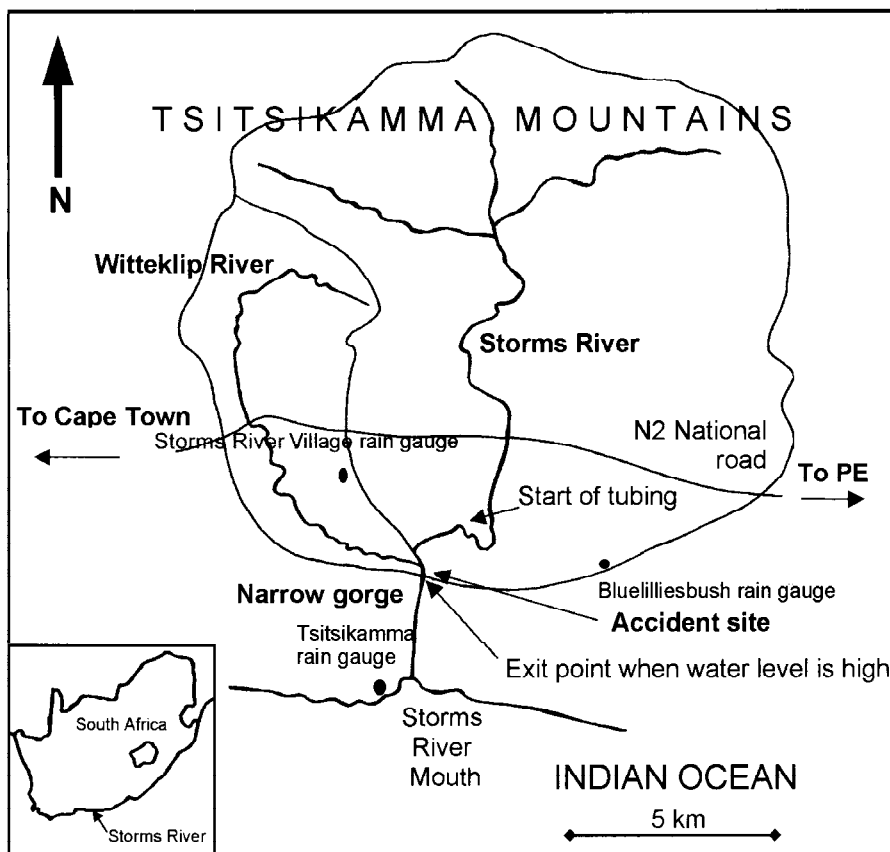 TSITSIKAMMA MOUNTAINS
N
Witteklip River
Storms River
To Cape Town
Storms River Village rain gauge
N2 National
road
To PE
Start of tubing
Narrow gorge
Bluelilliesbush rain gauge
Accident site
Tsitsikamma
rain gauge
Exit point when water level is high
Storms
River
Mouth
South Africa
Storms River
INDIAN OCEAN
5 km